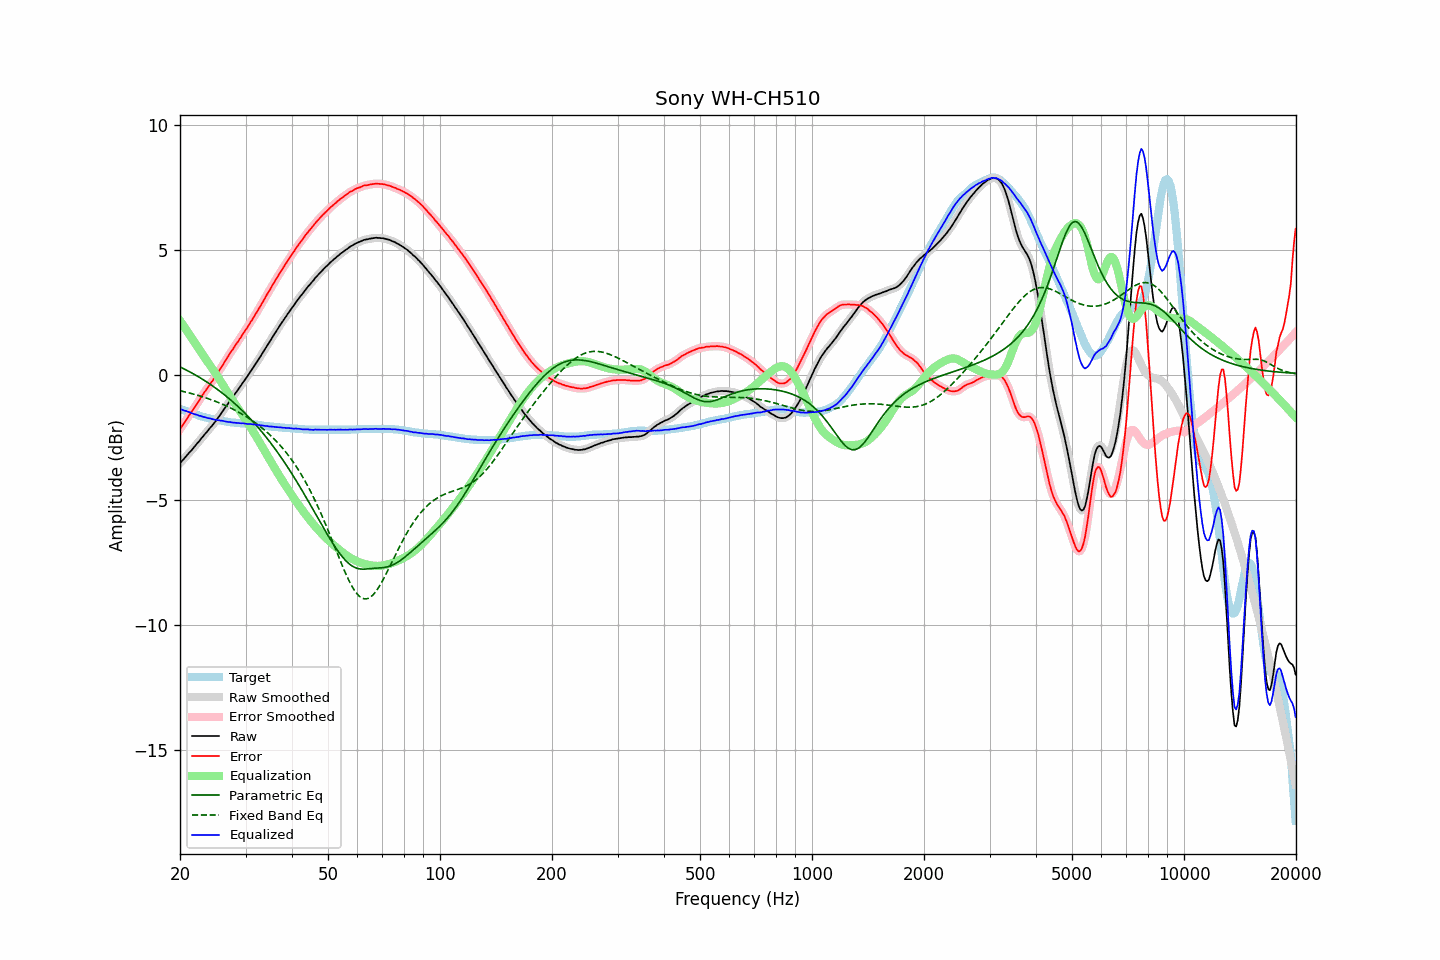 Sony WH-CH510
Amplitude (dBr)
10
5
0
−5
−10
−15
Target
Raw Smoothed
Error Smoothed
Raw
Error
Equalization
Parametric Eq
Fixed Band Eq
Equalized
20 50 100 200 500 1000 2000 5000 10000 20000
Frequency (Hz)